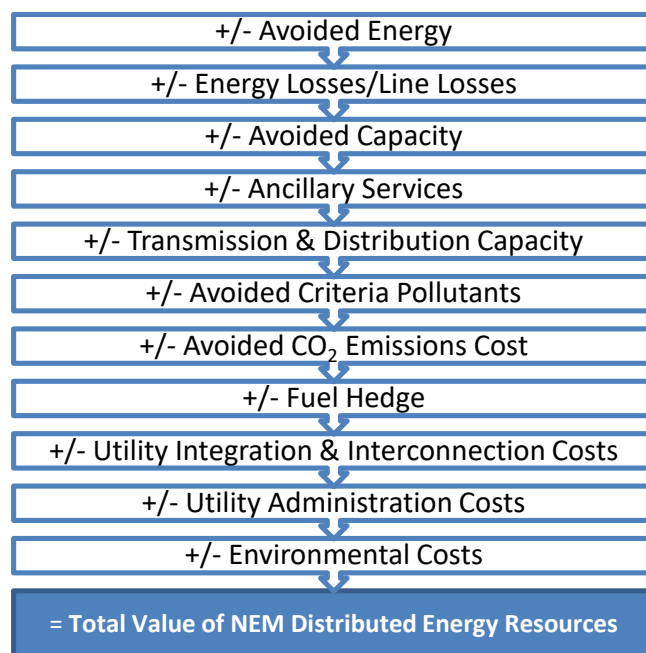 +/- Avoided Energy
+/- Energy Losses/Line Losses
+/- Avoided Capacity
+/- Ancillary Services
+/- Transmission & Distribution Capacity
+/- Avoided Criteria Pollutants
+/- Avoided CO₂ Emissions Cost
+/- Fuel Hedge
+/- Utility Integration & Interconnection Costs
+/- Utility Administration Costs
+/- Environmental Costs
= Total Value of NEM Distributed Energy Resources